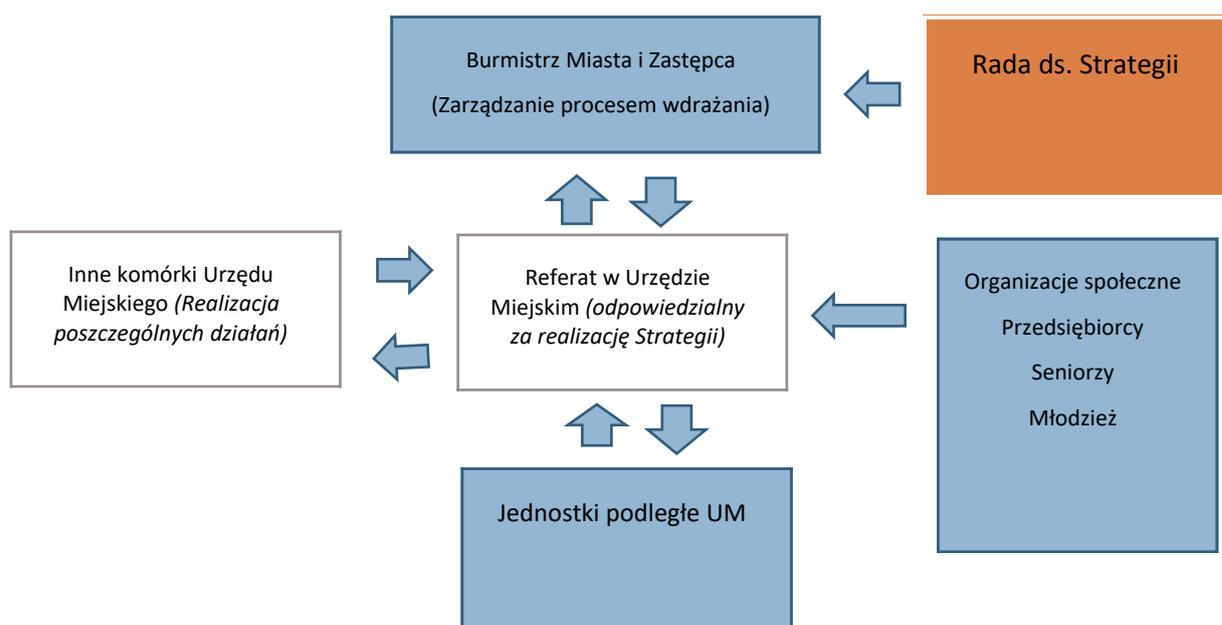 Burmistrz Miasta i Zastępca
(Zarządzanie procesem wdrażania)
Rada ds. Strategii
Inne komórki Urzędu
Miejskiego (Realizacja
poszczególnych działań)
Referat w Urzędzie
Miejskim (odpowiedzialny
za realizację Strategii)
Organizacje społeczne
Przedsiębiorcy
Seniorzy
Młodzież
Jednostki podległe UM